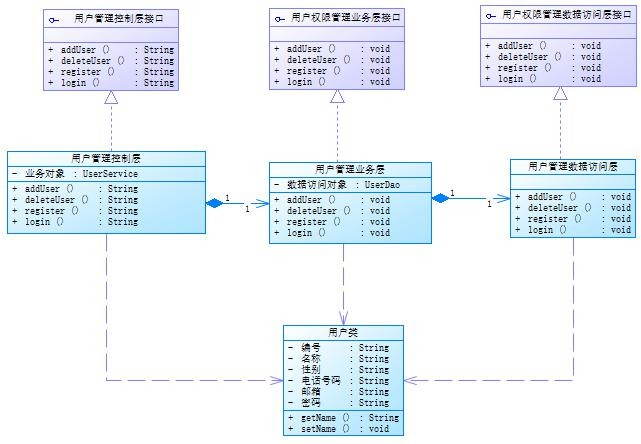 用户管理控制层接口
+ addUser () : String
+ deleteUser () : String
+ register () : String
+ login () : String
用户权限管理业务层接口
+ addUser () : void
+ deleteUser () : void
+ register () : void
+ login () : void
用户权限管理数据访问层接口
+ addUser () : void
+ deleteUser () : void
+ register () : void
+ login () : void
用户管理控制层
- 业务对象 : UserService
+ addUser () : String
+ deleteUser () : String
+ register () : String
+ login () : String
1
1
用户管理业务层
- 数据访问对象 : UserDao
+ addUser () : void
+ deleteUser () : void
+ register () : void
+ login () : void
1
1
用户管理数据访问层
+ addUser () : void
+ deleteUser () : void
+ register () : void
+ login () : void
用户类
- 编号 : String
- 名称 : String
- 性别 : String
- 电话号码 : String
- 邮箱 : String
- 密码 : String
+ getName () : String
+ setName () : void